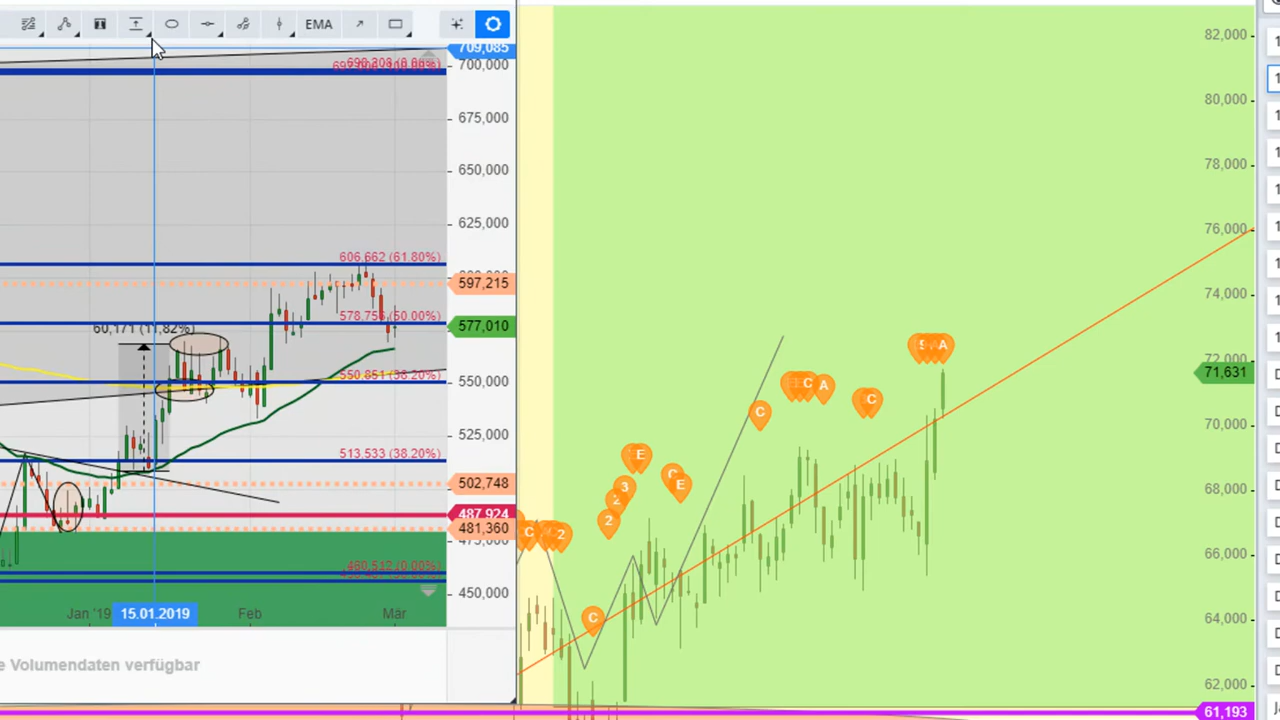 EMA
709,085
700,000
675,000
650,000
625,000
606,662 (61.80%)
597,215
578,756 (50.00%)
577,010
60,171 (11,82%)
550,851 (38.20%)
550,000
525,000
513,533 (38.20%)
502,748
487,924
481,360
475,000
460,512 (0.00%)
450,000
Jan '19
15.01.2019
Feb
Mär
e Volumendaten verfügbar
82,000
80,000
78,000
76,000
74,000
72,000
71,631
70,000
68,000
66,000
64,000
62,000
61,193
C
2
2
2
3
E
C
E
C
C
C
A
C
S
A